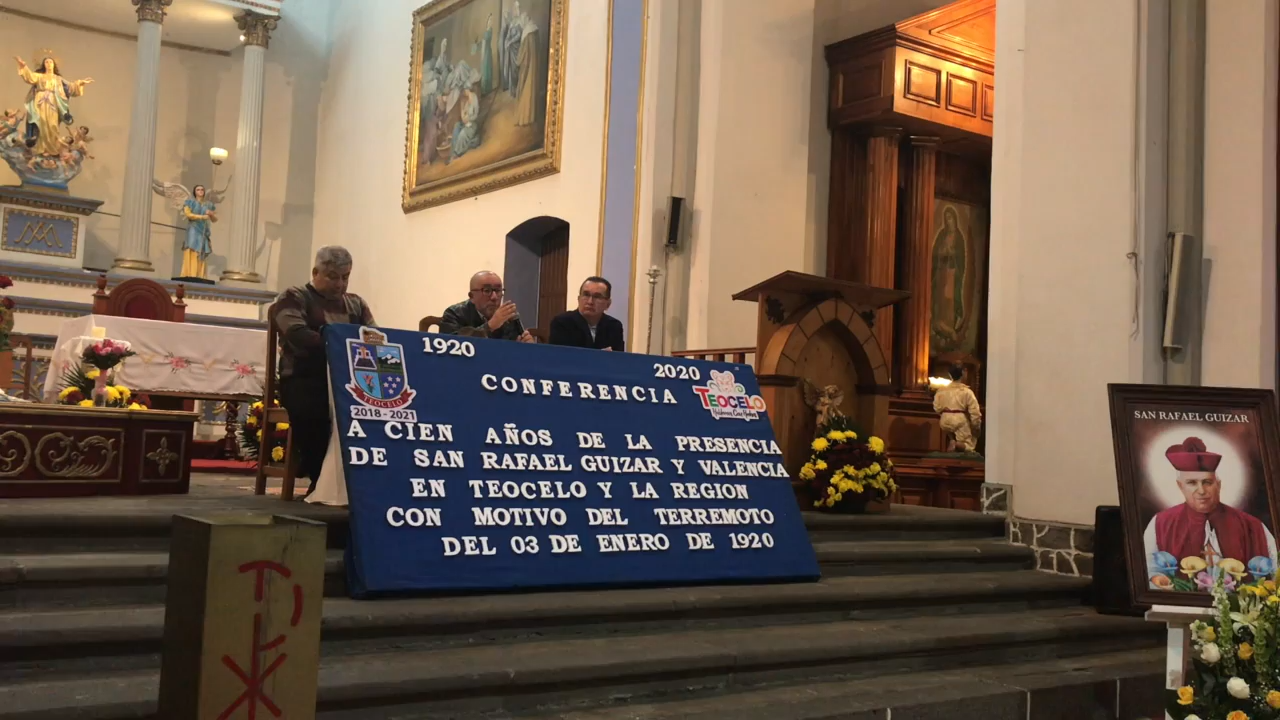 1920
2020
CONFERENCIA
TEOCELO
2018 - 2021
TEOCELO
A CIEN AÑOS DE LA PRESENCIA
DE SAN RAFAEL GUIZAR Y VALENCIA
EN TEOCELO Y LA REGION
CON MOTIVO DEL TERREMOTO
DEL 03 DE ENERO DE 1920
SAN RAFAEL GUIZAR